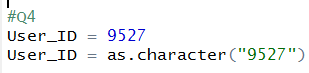 #Q4
User_ID = 9527
User_ID = as.character("9527")